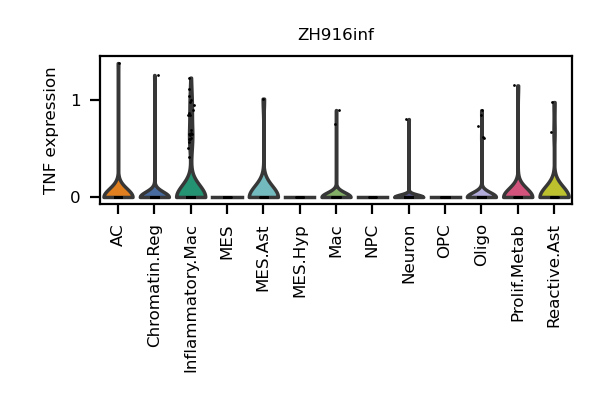 ZH916inf
TNF expression
1
0
AC
Chromatin.Reg
Inflammatory.Mac
MES
MES.Ast
MES.Hyp
Mac
NPC
Neuron
OPC
Oligo
Prolif.Metab
Reactive.Ast